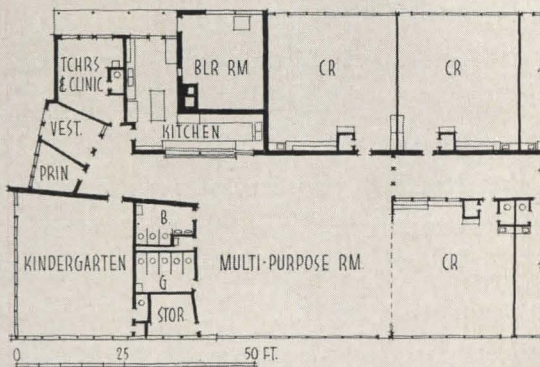 TCHRS
& CLINIC
BLR RM
CR
CR
VEST.
KITCHEN
PRIN
B
KINDERGARTEN
MULTI-PURPOSE RM.
CR
G
STOR
0 25 50 FT.